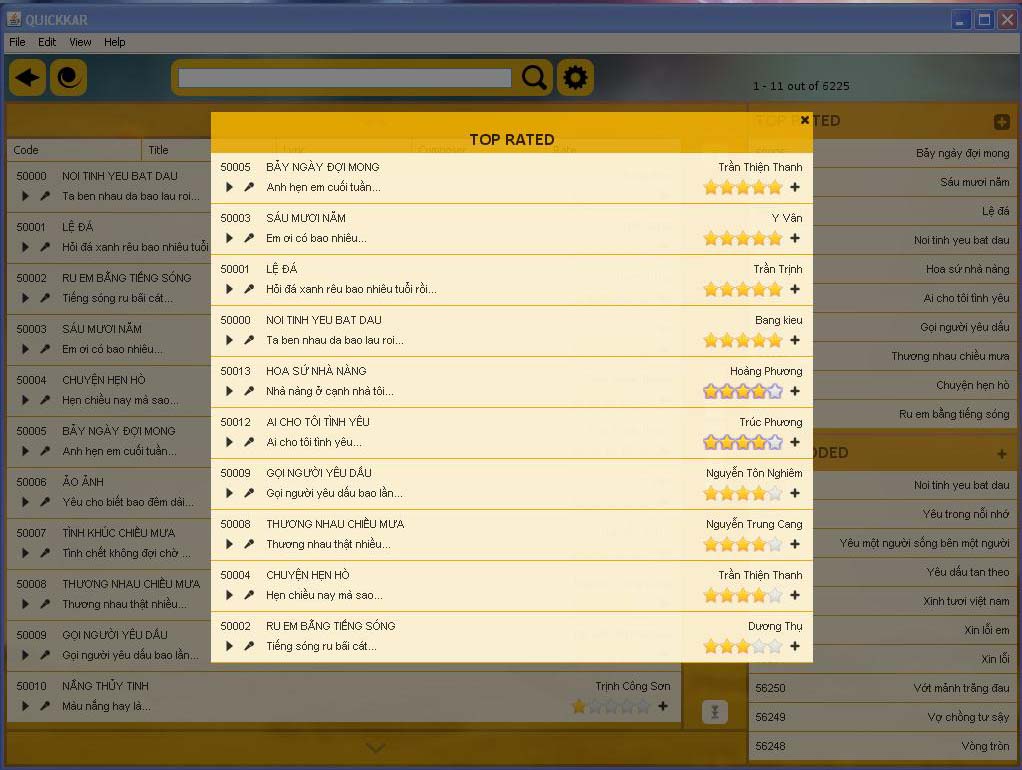 QUICKKAR
File Edit View Help
1 - 11 out of 6225
TOP RATED
50005 BẢY NGÀY ĐỢI MONG Trần Thiện Thanh
Anh hẹn em cuối tuần...
50003 SÁU MƯƠI NĂM Y Vân
Em ơi có bao nhiêu...
50001 LỆ ĐÁ Trần Trịnh
Hỏi đá xanh rêu bao nhiêu tuổi rồi...
50000 NOI TINH YEU BAT DAU Bang kieu
Ta ben nhau da bao lau roi...
50013 HOA SỨ NHÀ NÀNG Hoàng Phương
Nhà nàng ở cạnh nhà tôi...
50012 AI CHO TÔI TÌNH YÊU Trúc Phương
Ai cho tôi tình yêu...
50009 GỌI NGƯỜI YÊU DẤU Nguyễn Tôn Nghiêm
Gọi người yêu dấu bao lần...
50008 THƯƠNG NHAU CHIỀU MƯA Nguyễn Trung Cang
Thương nhau thật nhiều...
50004 CHUYỆN HẸN HÒ Trần Thiện Thanh
Hẹn chiều nay mà sao...
50002 RU EM BẰNG TIẾNG SÓNG Dương Thụ
Tiếng sóng ru bãi cát...
Code Title
50000 NOI TINH YEU BAT DAU
Ta ben nhau da bao lau roi...
50001 LỆ ĐÁ
Hỏi đá xanh rêu bao nhiêu tuổi
50002 RU EM BẰNG TIẾNG SÓNG
Tiếng sóng ru bãi cát...
50003 SÁU MƯƠI NĂM
Em ơi có bao nhiêu...
50004 CHUYỆN HẸN HÒ
Hẹn chiều nay mà sao...
50005 BẢY NGÀY ĐỢI MONG
Anh hẹn em cuối tuần...
50006 ẢO ẢNH
Yêu cho biết bao đêm dài...
50007 TÌNH KHÚC CHIỀU MƯA
Tình chết không đợi chờ ...
50008 THƯƠNG NHAU CHIỀU MƯA
Thương nhau thật nhiều...
50009 GỌI NGƯỜI YÊU DẤU
Gọi người yêu dấu bao lần...
50010 NẮNG THỦY TINH Trịnh Công Sơn
Màu nắng hay là...
TOP RATED
Bảy ngày đợi mong
Sáu mươi năm
Lệ đá
Noi tinh yeu bat dau
Hoa sứ nhà nàng
Ai cho tôi tình yêu
Gọi người yêu dấu
Thương nhau chiều mưa
Chuyện hẹn hò
Ru em bằng tiếng sóng
Noi tinh yeu bat dau
Yêu trong nỗi nhớ
Yêu một người sống bên một người
Yêu dấu tan theo
Xinh tươi việt nam
Xin lỗi em
Xin lỗi
56250 Vớt mảnh trăng đau
56249 Vợ chồng tư sậy
56248 Vòng tròn